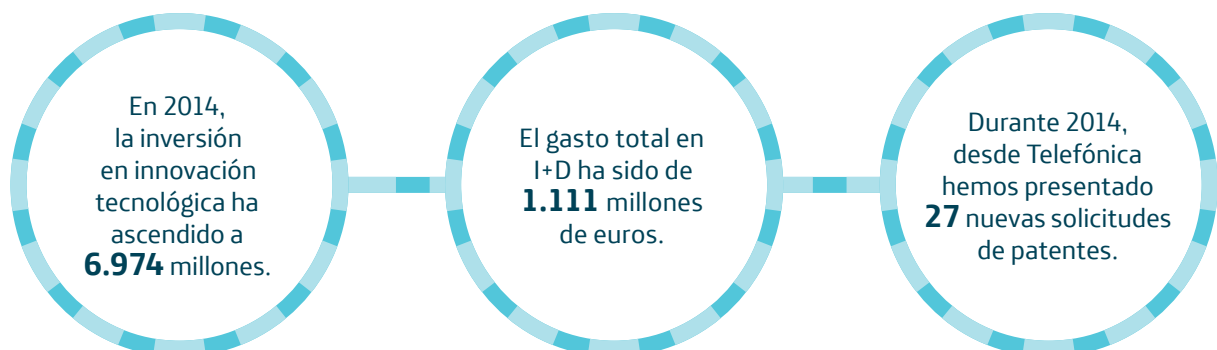 En 2014,
la inversión
en innovación
tecnológica ha
ascendido a
6.974 millones.
El gasto total en
I+D ha sido de
1.111 millones
de euros.
Durante 2014,
desde Telefónica
hemos presentado
27 nuevas solicitudes
de patentes.